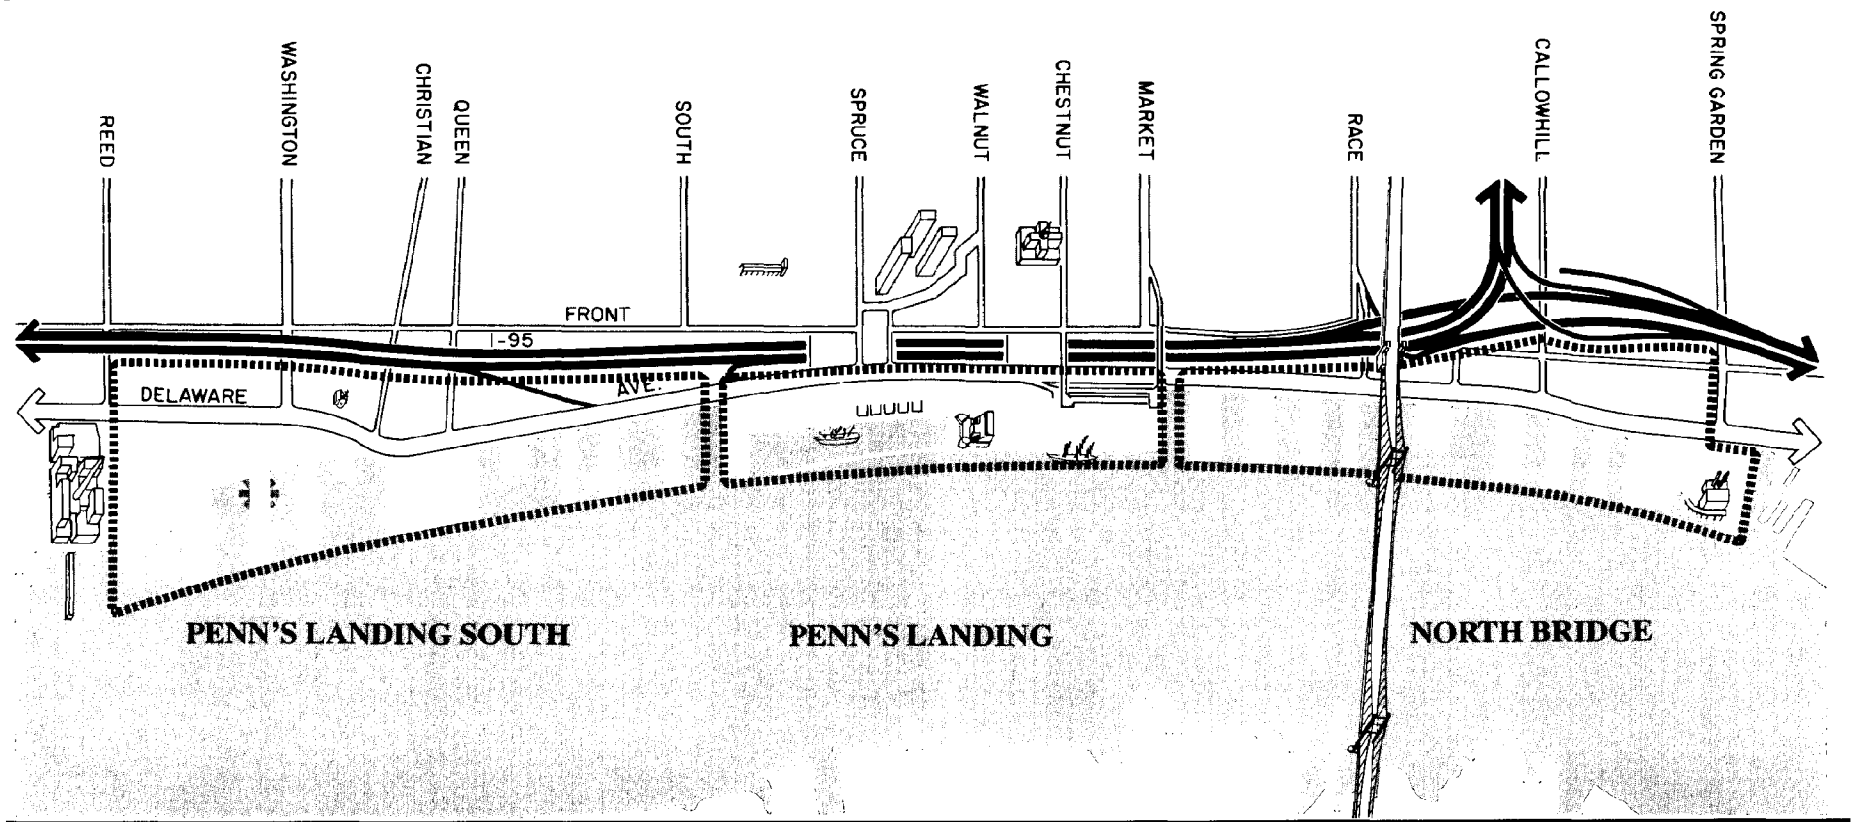 REED
WASHINGTON
CHRISTIAN
QUEEN
SOUTH
SPRUCE
WALNUT
CHESTNUT
MARKET
RACE
CALLOWHILL
SPRING GARDEN
FRONT
I-95
DELAWARE AVE.
PENN'S LANDING SOUTH
PENN'S LANDING
NORTH BRIDGE